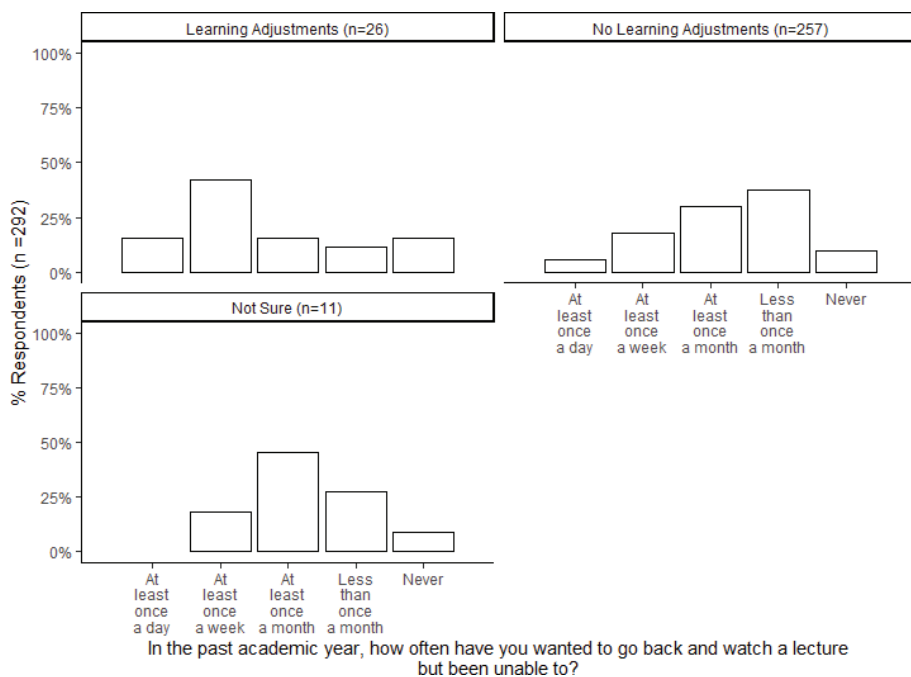 Learning Adjustments (n=26)
No Learning Adjustments (n=257)
% Respondents (n =292)
100%
75%
50%
25%
0%
Not Sure (n=11)
At
least
once
a day
At
least
once
a week
At
least
once
a month
Less
than
once
a month
Never
100%
75%
50%
25%
0%
At
least
once
a day
At
least
once
a week
At
least
once
a month
Less
than
once
a month
Never
In the past academic year, how often have you wanted to go back and watch a lecture
but been unable to?